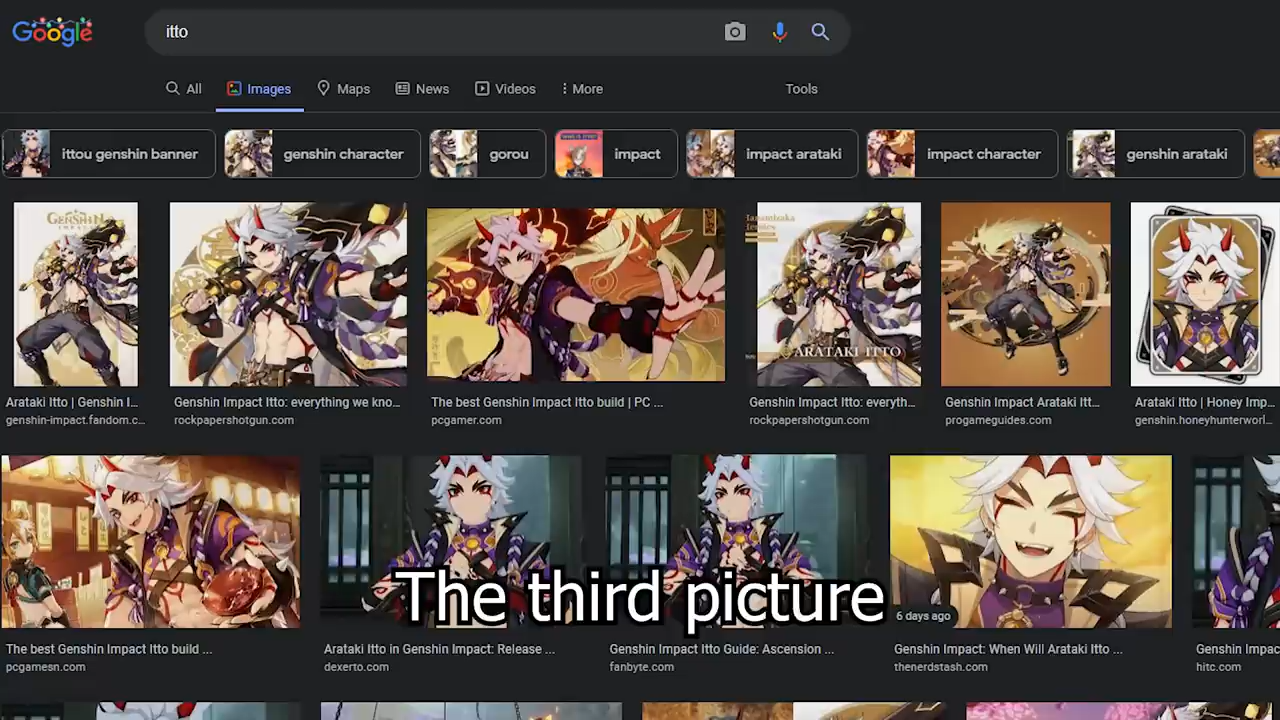 Google
itto
All
Images
Maps
News
Videos
More
Tools
ittou genshin banner
genshin character
gorou
impact
impact arataki
impact character
genshin arataki
GENSHIN
IMPACT
Hanamizaka
Heroics
ARATAKI ITTO
Arataki Itto | Genshin I...
Genshin Impact Itto: everything we kno...
The best Genshin Impact Itto build | PC ...
Genshin Impact Itto: everyth...
Genshin Impact Arataki Itt...
Arataki Itto | Honey Imp...
genshin-impact.fandom.c...
rockpapershotgun.com
pcgamer.com
rockpapershotgun.com
progameguides.com
genshin.honeyhunterworl...
The third picture
6 days ago
The best Genshin Impact Itto build ...
Arataki Itto in Genshin Impact: Release ...
Genshin Impact Itto Guide: Ascension ...
Genshin Impact: When Will Arataki Itto ...
Genshin Impac
pcgamesn.com
dexerto.com
fanbyte.com
thenerdstash.com
hitc.com